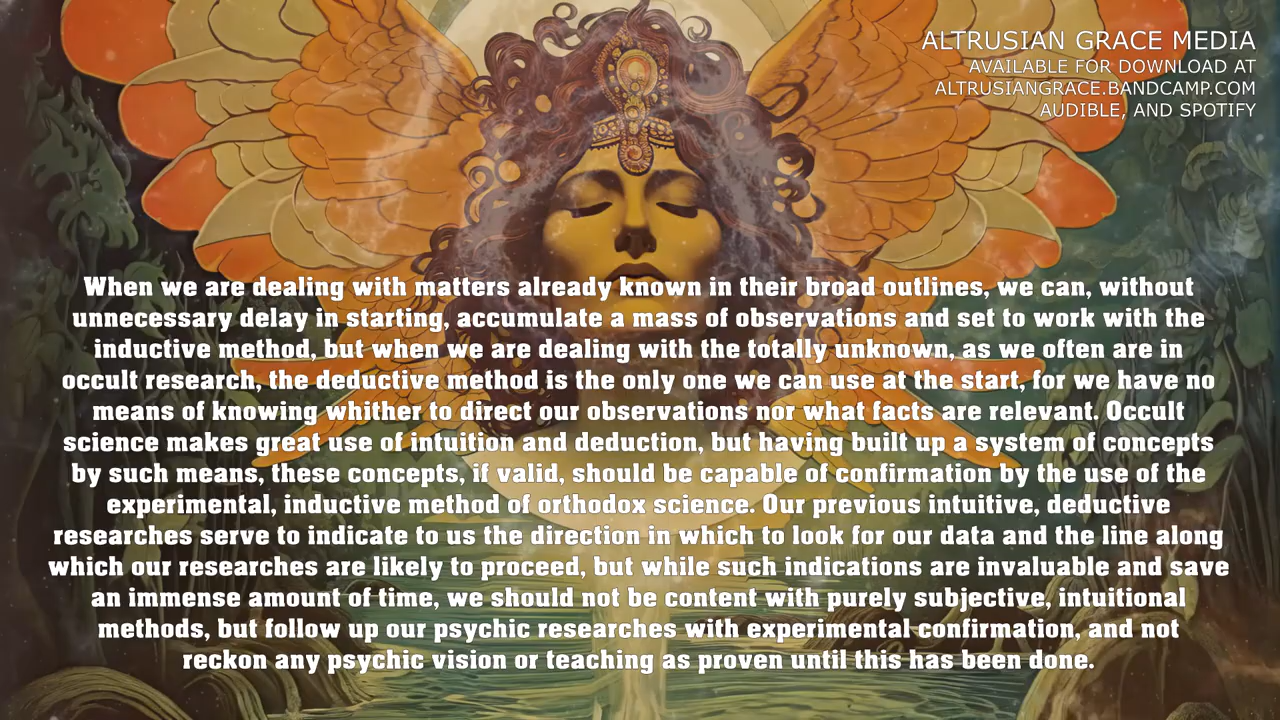 ALTRUSIAN GRACE MEDIA
AVAILABLE FOR DOWNLOAD AT
ALTRUSIANGRACE.BANDCAMP.COM
AUDIBLE, AND SPOTIFY
When we are dealing with matters already known in their broad outlines, we can, without
unnecessary delay in starting, accumulate a mass of observations and set to work with the
inductive method, but when we are dealing with the totally unknown, as we often are in
occult research, the deductive method is the only one we can use at the start, for we have no
means of knowing whither to direct our observations nor what facts are relevant. Occult
science makes great use of intuition and deduction, but having built up a system of concepts
by such means, these concepts, if valid, should be capable of confirmation by the use of the
experimental, inductive method of orthodox science. Our previous intuitive, deductive
researches serve to indicate to us the direction in which to look for our data and the line along
which our researches are likely to proceed, but while such indications are invaluable and save
an immense amount of time, we should not be content with purely subjective, intuitional
methods, but follow up our psychic researches with experimental confirmation, and not
reckon any psychic vision or teaching as proven until this has been done.